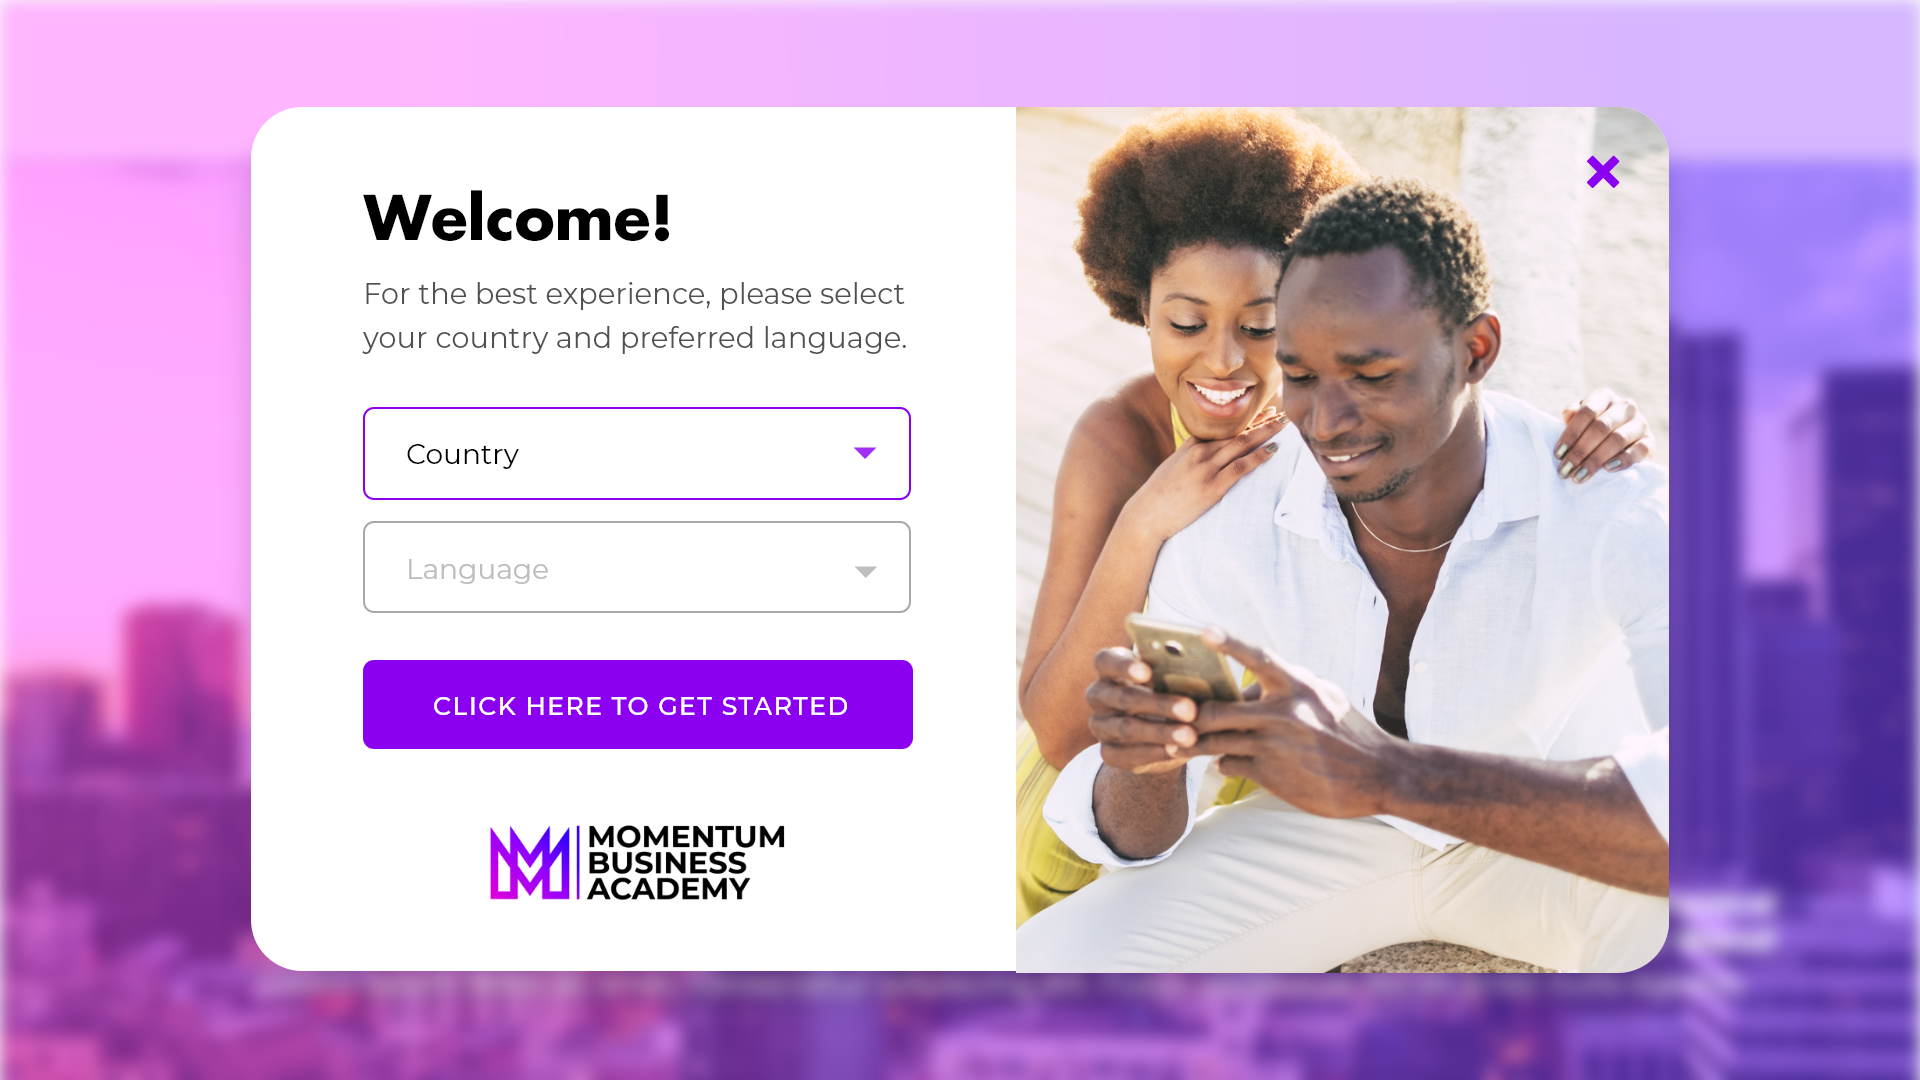 Welcome!
For the best experience, please select
your country and preferred language.
Country
Language
CLICK HERE TO GET STARTED
MOMENTUM
BUSINESS
ACADEMY